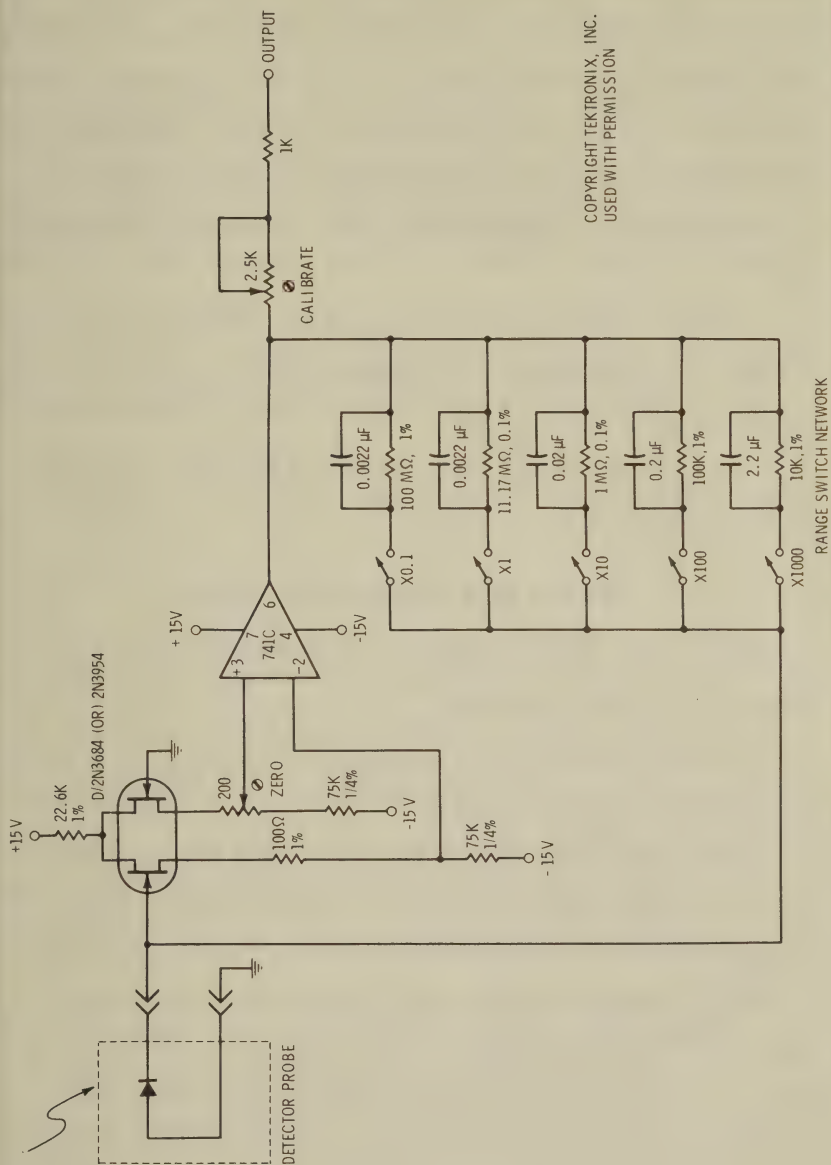 OUTPUT
1K
2.5K
CALIBRATE
COPYRIGHT TEKTRONIX, INC.
USED WITH PERMISSION
0.0022 µF
100 MΩ, 1%
X0.1
0.0022 µF
11.17 MΩ, 0.1%
X1
0.02 µF
1 MΩ, 0.1%
X10
0.2 µF
100K, 1%
X100
2.2 µF
10K, 1%
X1000
RANGE SWITCH NETWORK
+15V
7
+3
741C
6
-2
4
-15V
D/2N3684 (OR) 2N3954
+15V
22.6K
1%
200
ZERO
75K
1/4%
-15V
100Ω
1%
75K
1/4%
-15V
DETECTOR PROBE